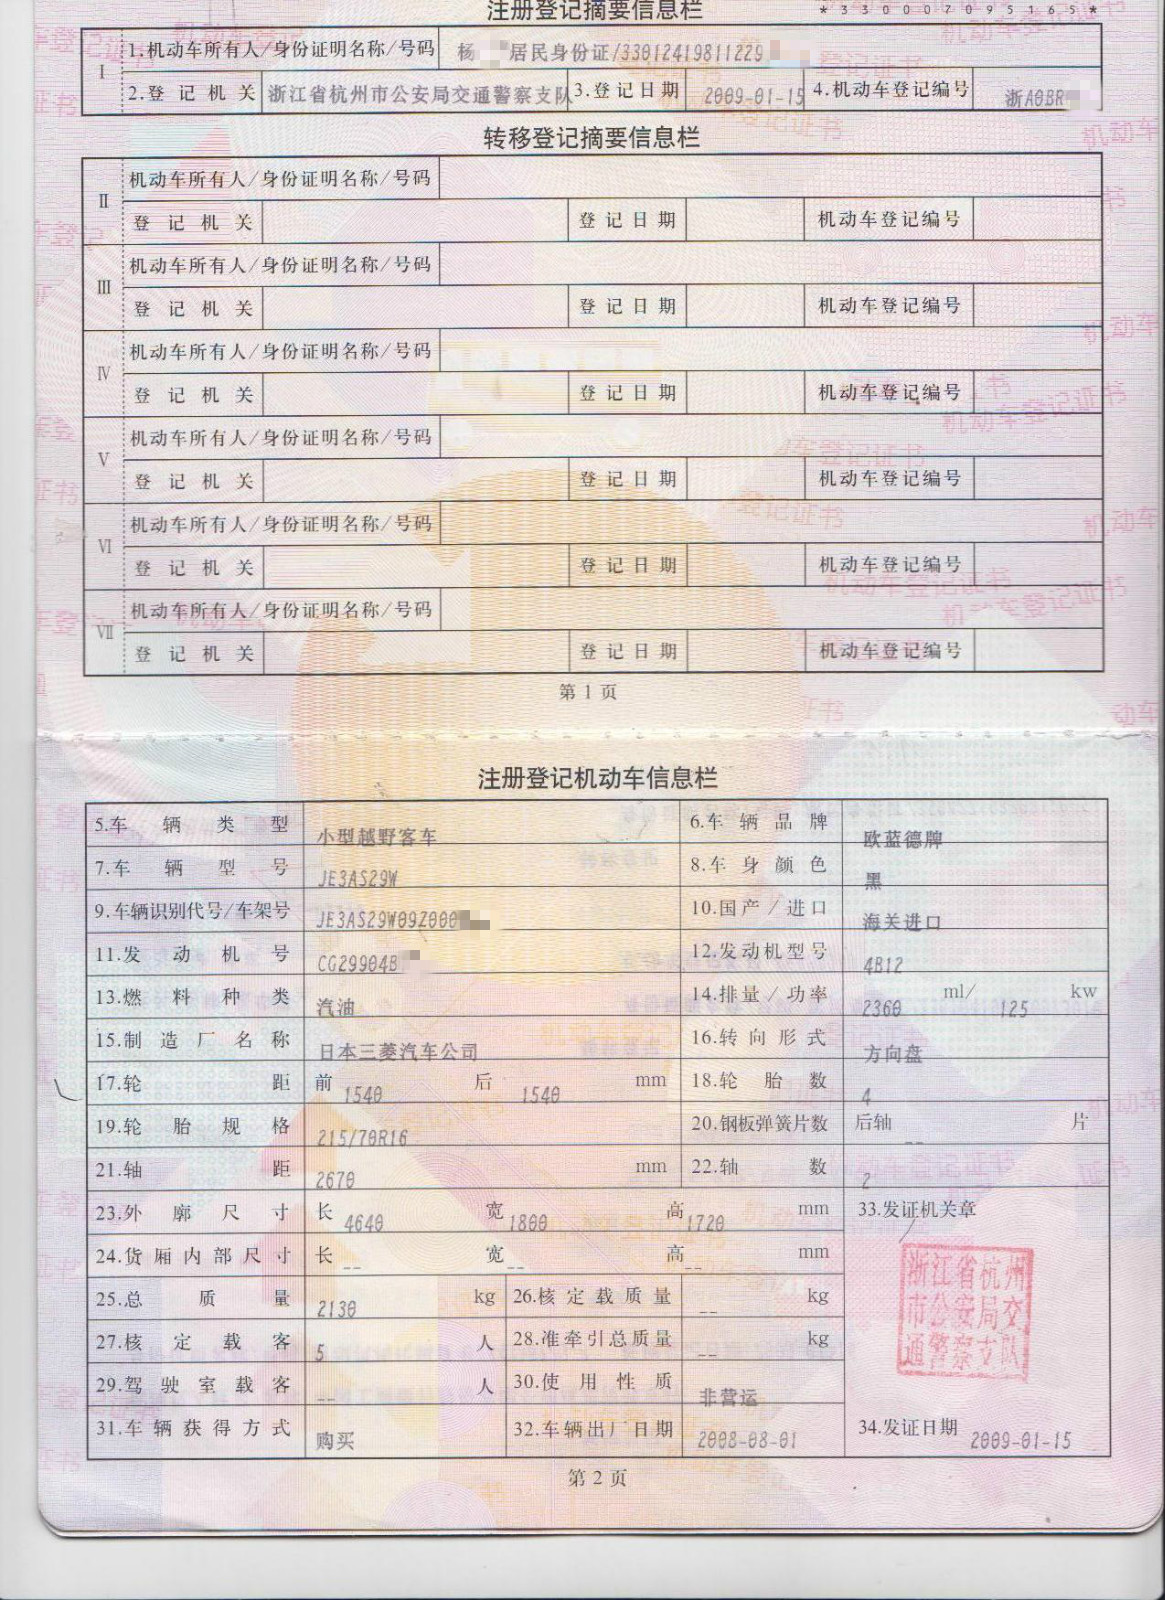 注册登记摘要信息栏
*330007095165*
I
1.机动车所有人/身份证明名称/号码 杨 居民身份证/33012419811229
2.登记机关 浙江省杭州市公安局交通警察支队 3.登记日期 2009-01-15 4.机动车登记编号 浙A0BR
转移登记摘要信息栏
II
机动车所有人/身份证明名称/号码
登记机关 登记日期 机动车登记编号
III
机动车所有人/身份证明名称/号码
登记机关 登记日期 机动车登记编号
IV
机动车所有人/身份证明名称/号码
登记机关 登记日期 机动车登记编号
V
机动车所有人/身份证明名称/号码
登记机关 登记日期 机动车登记编号
VI
机动车所有人/身份证明名称/号码
登记机关 登记日期 机动车登记编号
VII
机动车所有人/身份证明名称/号码
登记机关 登记日期 机动车登记编号
第1页
注册登记机动车信息栏
5.车辆类型 小型越野客车 6.车辆品牌 欧蓝德牌
7.车辆型号 JE3AS29W 8.车身颜色 黑
9.车辆识别代号/车架号 JE3AS29W09Z000 10.国产/进口 海关进口
11.发动机号 CG29904B 12.发动机型号 4B12
13.燃料种类 汽油 14.排量/功率 2360 ml/ 125 kw
15.制造厂名称 日本三菱汽车公司 16.转向形式 方向盘
17.轮距 前 1540 后 1540 mm 18.轮胎数 4
19.轮胎规格 215/70R16 20.钢板弹簧片数 后轴 -- 片
21.轴距 2670 mm 22.轴数 2
23.外廓尺寸 长 4640 宽 1800 高 1720 mm 33.发证机关章
24.货厢内部尺寸 长 -- 宽 -- 高 -- mm
浙江省杭州
市公安局交
通警察支队
25.总质量 2130 kg 26.核定载质量 -- kg
27.核定载客 5 人 28.准牵引总质量 -- kg
29.驾驶室载客 -- 人 30.使用性质 非营运
31.车辆获得方式 购买 32.车辆出厂日期 2008-08-01 34.发证日期 2009-01-15
第2页